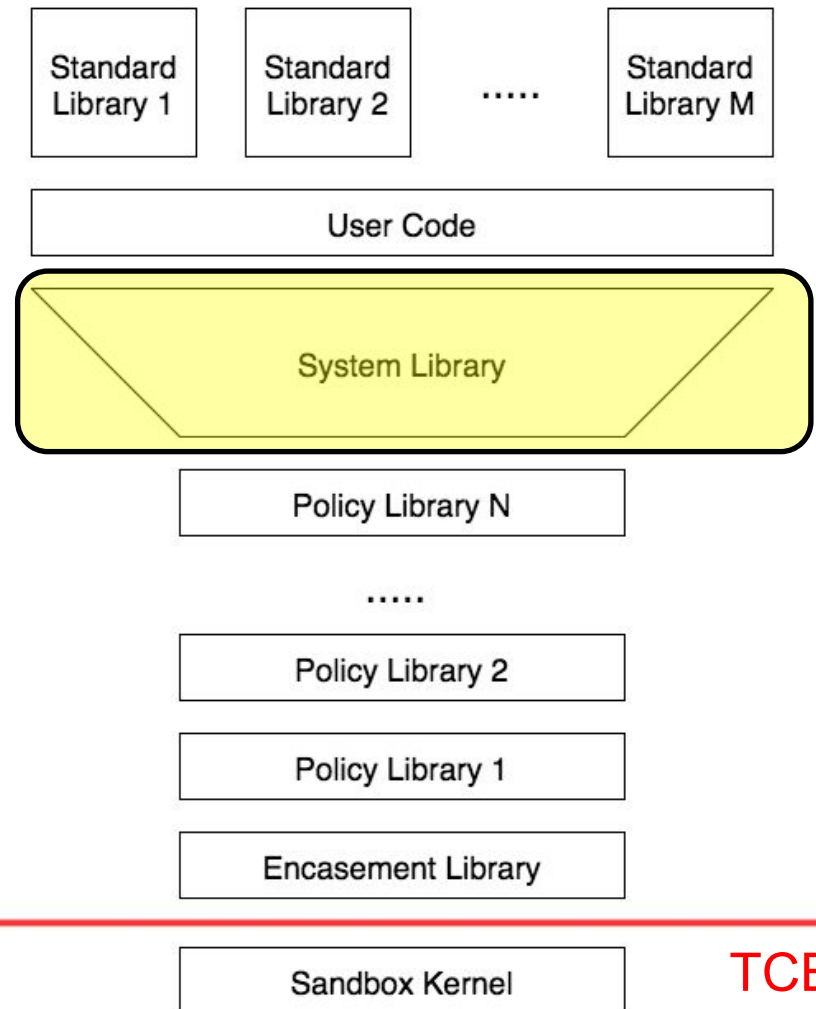 Standard Standard Standard
Library 1 Library 2 ..... Library M
User Code
System Library
Policy Library N
.....
Policy Library 2
Policy Library 1
Encasement Library
Sandbox Kernel TCB